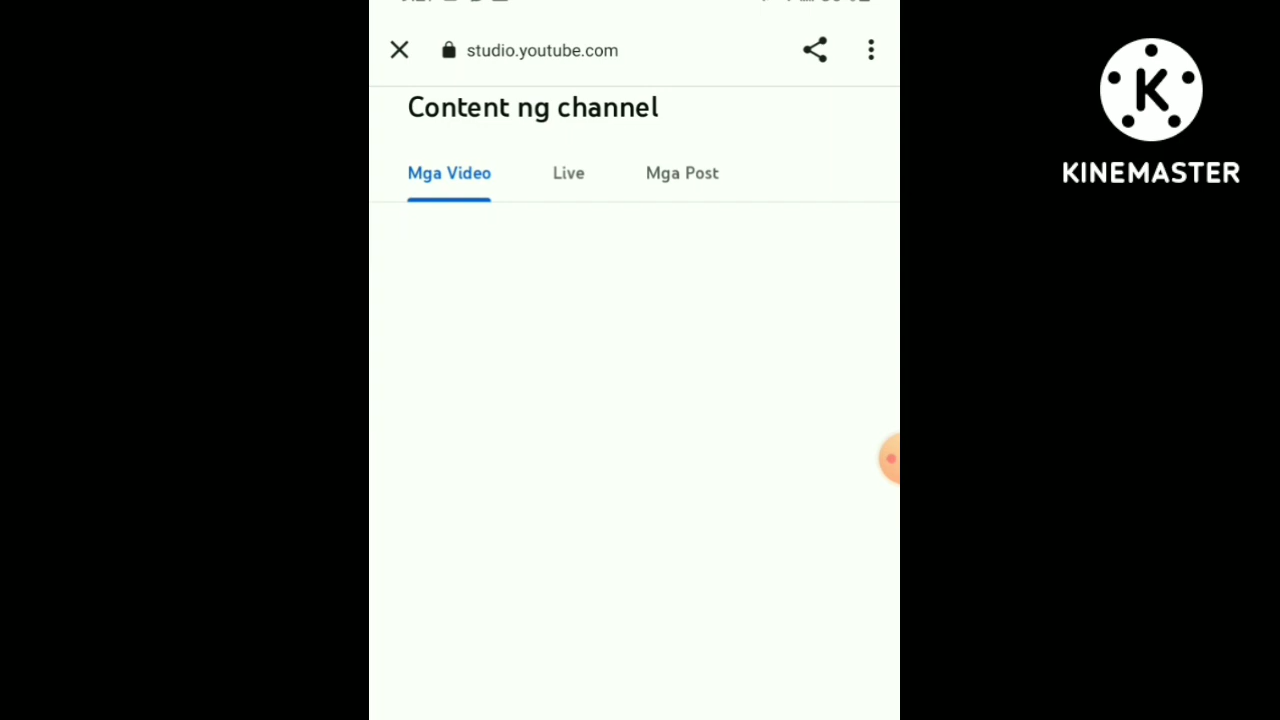 studio.youtube.com
Content ng channel
Mga Video Live Mga Post
K
KINEMASTER